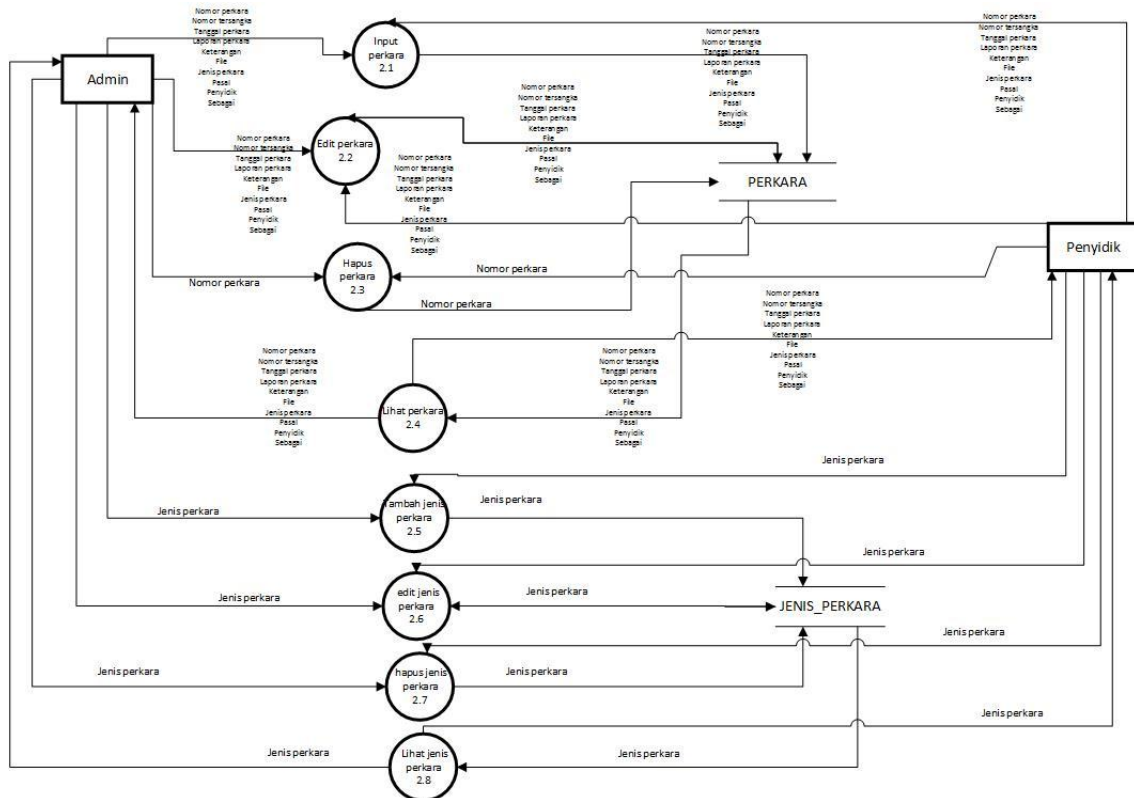 Nomor perkara
Nomor tersangka
Tanggal perkara
Laporan perkara
Keterangan
File
Jenis perkara
Pasal
Penyidik
Sebagai
Input
perkara
2.1
Nomor perkara
Nomor tersangka
Tanggal perkara
Laporan perkara
Keterangan
File
Jenis perkara
Pasal
Penyidik
Sebagai
Nomor perkara
Nomor tersangka
Tanggal perkara
Laporan perkara
Keterangan
File
Jenis perkara
Pasal
Penyidik
Sebagai
Admin
Nomor perkara
Nomor tersangka
Tanggal perkara
Laporan perkara
Keterangan
File
Jenis perkara
Pasal
Penyidik
Sebagai
Edit perkara
2.2
Nomor perkara
Nomor tersangka
Tanggal perkara
Laporan perkara
Keterangan
File
Jenis perkara
Pasal
Penyidik
Sebagai
Nomor perkara
Nomor tersangka
Tanggal perkara
Laporan perkara
Keterangan
File
Jenis perkara
Pasal
Penyidik
Sebagai
PERKARA
Penyidik
Hapus
perkara
2.3
Nomor perkara
Nomor perkara
Nomor perkara
Nomor perkara
Nomor tersangka
Tanggal perkara
Laporan perkara
Keterangan
File
Jenis perkara
Pasal
Penyidik
Sebagai
Nomor perkara
Nomor tersangka
Tanggal perkara
Laporan perkara
Keterangan
File
Jenis perkara
Pasal
Penyidik
Sebagai
Lihat perkara
2.4
Nomor perkara
Nomor tersangka
Tanggal perkara
Laporan perkara
Keterangan
File
Jenis perkara
Pasal
Penyidik
Sebagai
Jenis perkara
Jenis perkara
Tambah jenis
perkara
2.5
Jenis perkara
Jenis perkara
Jenis perkara
edit jenis
perkara
2.6
Jenis perkara
JENIS_PERKARA
Jenis perkara
Jenis perkara
hapus jenis
perkara
2.7
Jenis perkara
Jenis perkara
Jenis perkara
Lihat jenis
perkara
2.8
Jenis perkara